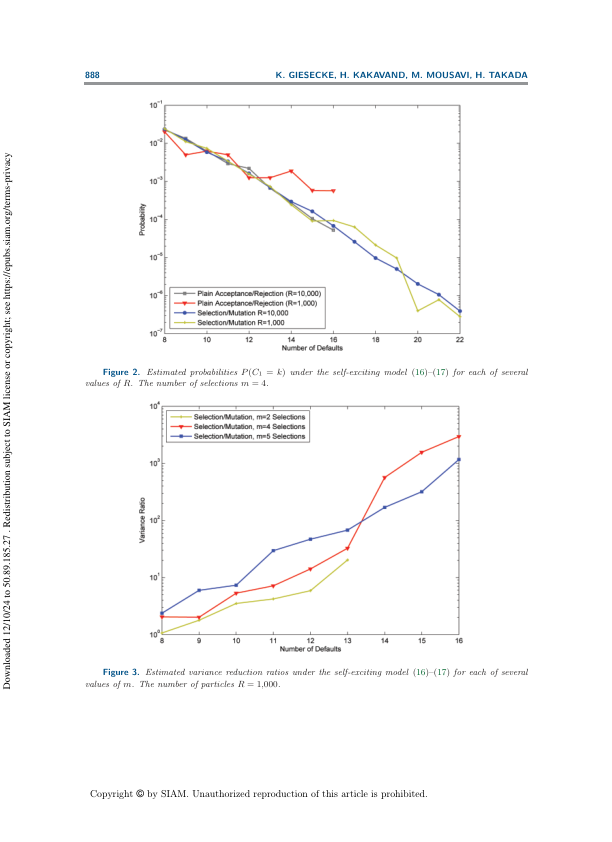 888
K. GIESECKE, H. KAKAVAND, M. MOUSAVI, H. TAKADA
10⁻¹
10⁻²
10⁻³
10⁻⁴
10⁻⁵
10⁻⁶
10⁻⁷
Probability
Plain Acceptance/Rejection (R=10,000)
Plain Acceptance/Rejection (R=1,000)
Selection/Mutation R=10,000
Selection/Mutation R=1,000
8 10 12 14 16 18 20 22
Number of Defaults
Figure 2. Estimated probabilities P(C₁ = k) under the self-exciting model (16)–(17) for each of several
values of R. The number of selections m = 4.
10⁴
10³
10²
10¹
10⁰
Variance Ratio
Selection/Mutation, m=2 Selections
Selection/Mutation, m=4 Selections
Selection/Mutation, m=5 Selections
8 9 10 11 12 13 14 15 16
Number of Defaults
Figure 3. Estimated variance reduction ratios under the self-exciting model (16)–(17) for each of several
values of m. The number of particles R = 1,000.
Copyright © by SIAM. Unauthorized reproduction of this article is prohibited.
Downloaded 12/10/24 to 50.89.185.27 . Redistribution subject to SIAM license or copyright; see https://epubs.siam.org/terms-privacy